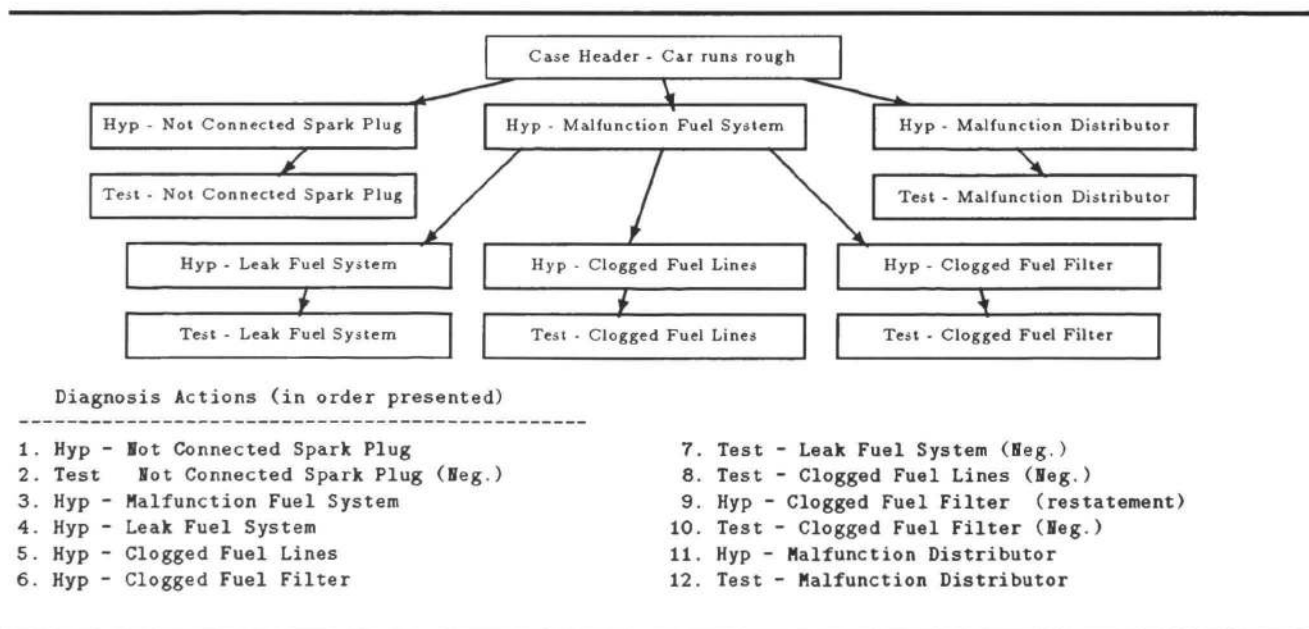 Case Header - Car runs rough
Hyp - Not Connected Spark Plug
Hyp - Malfunction Fuel System
Hyp - Malfunction Distributor
Test - Not Connected Spark Plug
Test - Malfunction Distributor
Hyp - Leak Fuel System
Hyp - Clogged Fuel Lines
Hyp - Clogged Fuel Filter
Test - Leak Fuel System
Test - Clogged Fuel Lines
Test - Clogged Fuel Filter
Diagnosis Actions (in order presented)
------------------------------------------------
1. Hyp - Not Connected Spark Plug
2. Test   Not Connected Spark Plug (Neg.)
3. Hyp - Malfunction Fuel System
4. Hyp - Leak Fuel System
5. Hyp - Clogged Fuel Lines
6. Hyp - Clogged Fuel Filter
7. Test - Leak Fuel System (Neg.)
8. Test - Clogged Fuel Lines (Neg.)
9. Hyp - Clogged Fuel Filter  (restatement)
10. Test - Clogged Fuel Filter (Neg.)
11. Hyp - Malfunction Distributor
12. Test - Malfunction Distributor